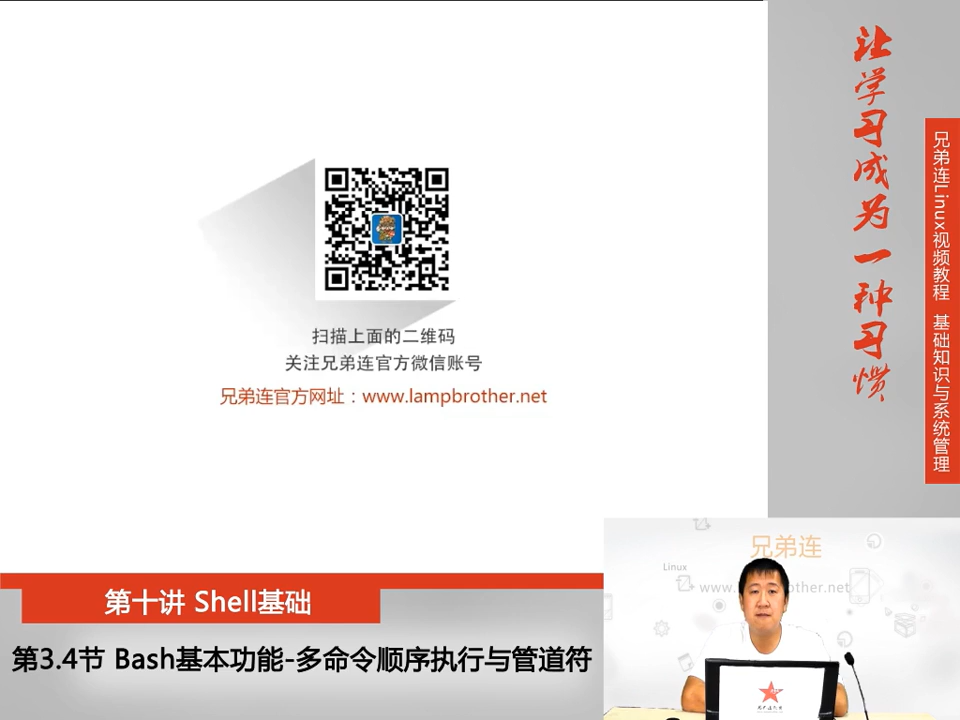 让学习成为一种习惯
兄弟连Linux视频教程 基础知识与系统管理
扫描上面的二维码
关注兄弟连官方微信账号
兄弟连官方网址：www.lampbrother.net
第十讲 Shell基础
第3.4节 Bash基本功能-多命令顺序执行与管道符
兄弟连
Linux